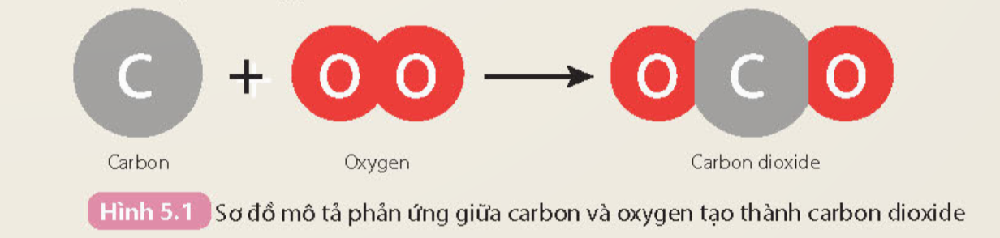 C + O O → O C O
Carbon Oxygen Carbon dioxide
Hình 5.1 Sơ đồ mô tả phản ứng giữa carbon và oxygen tạo thành carbon dioxide